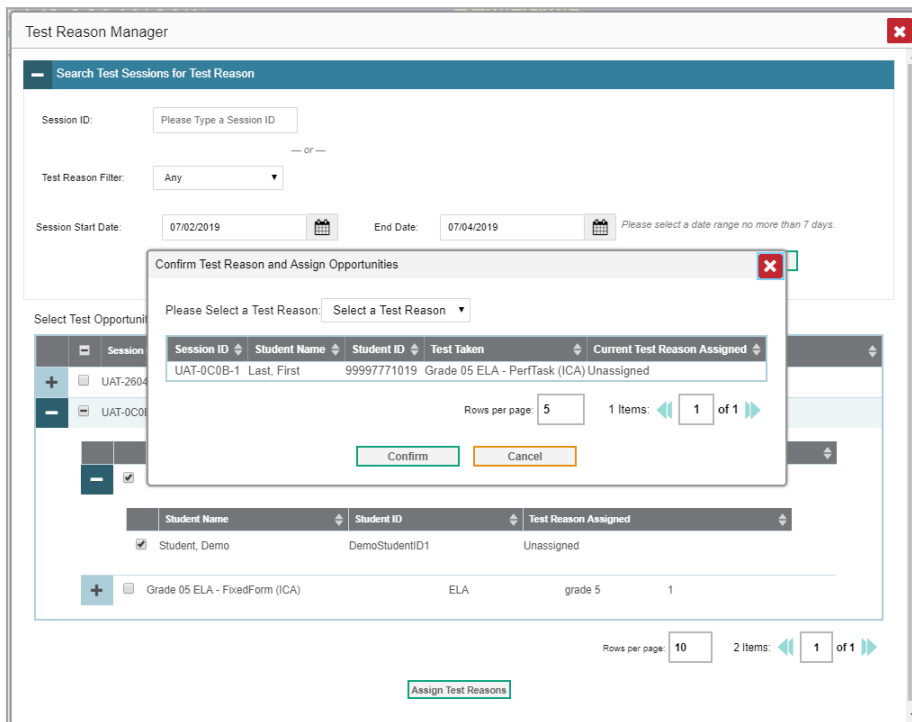 Test Reason Manager
Search Test Sessions for Test Reason
Session ID: Please Type a Session ID
— or —
Test Reason Filter: Any
Session Start Date: 07/02/2019 End Date: 07/04/2019 Please select a date range no more than 7 days.
Confirm Test Reason and Assign Opportunities
Please Select a Test Reason: Select a Test Reason
Session ID Student Name Student ID Test Taken Current Test Reason Assigned
UAT-0C0B-1 Last, First 99997771019 Grade 05 ELA - PerfTask (ICA) Unassigned
Rows per page: 5 1 Items: 1 of 1
Confirm Cancel
Select Test Opportunit
Session
UAT-2604
UAT-0C0B
Student Name Student ID Test Reason Assigned
Student, Demo DemoStudentID1 Unassigned
Grade 05 ELA - FixedForm (ICA) ELA grade 5 1
Rows per page: 10 2 Items: 1 of 1
Assign Test Reasons